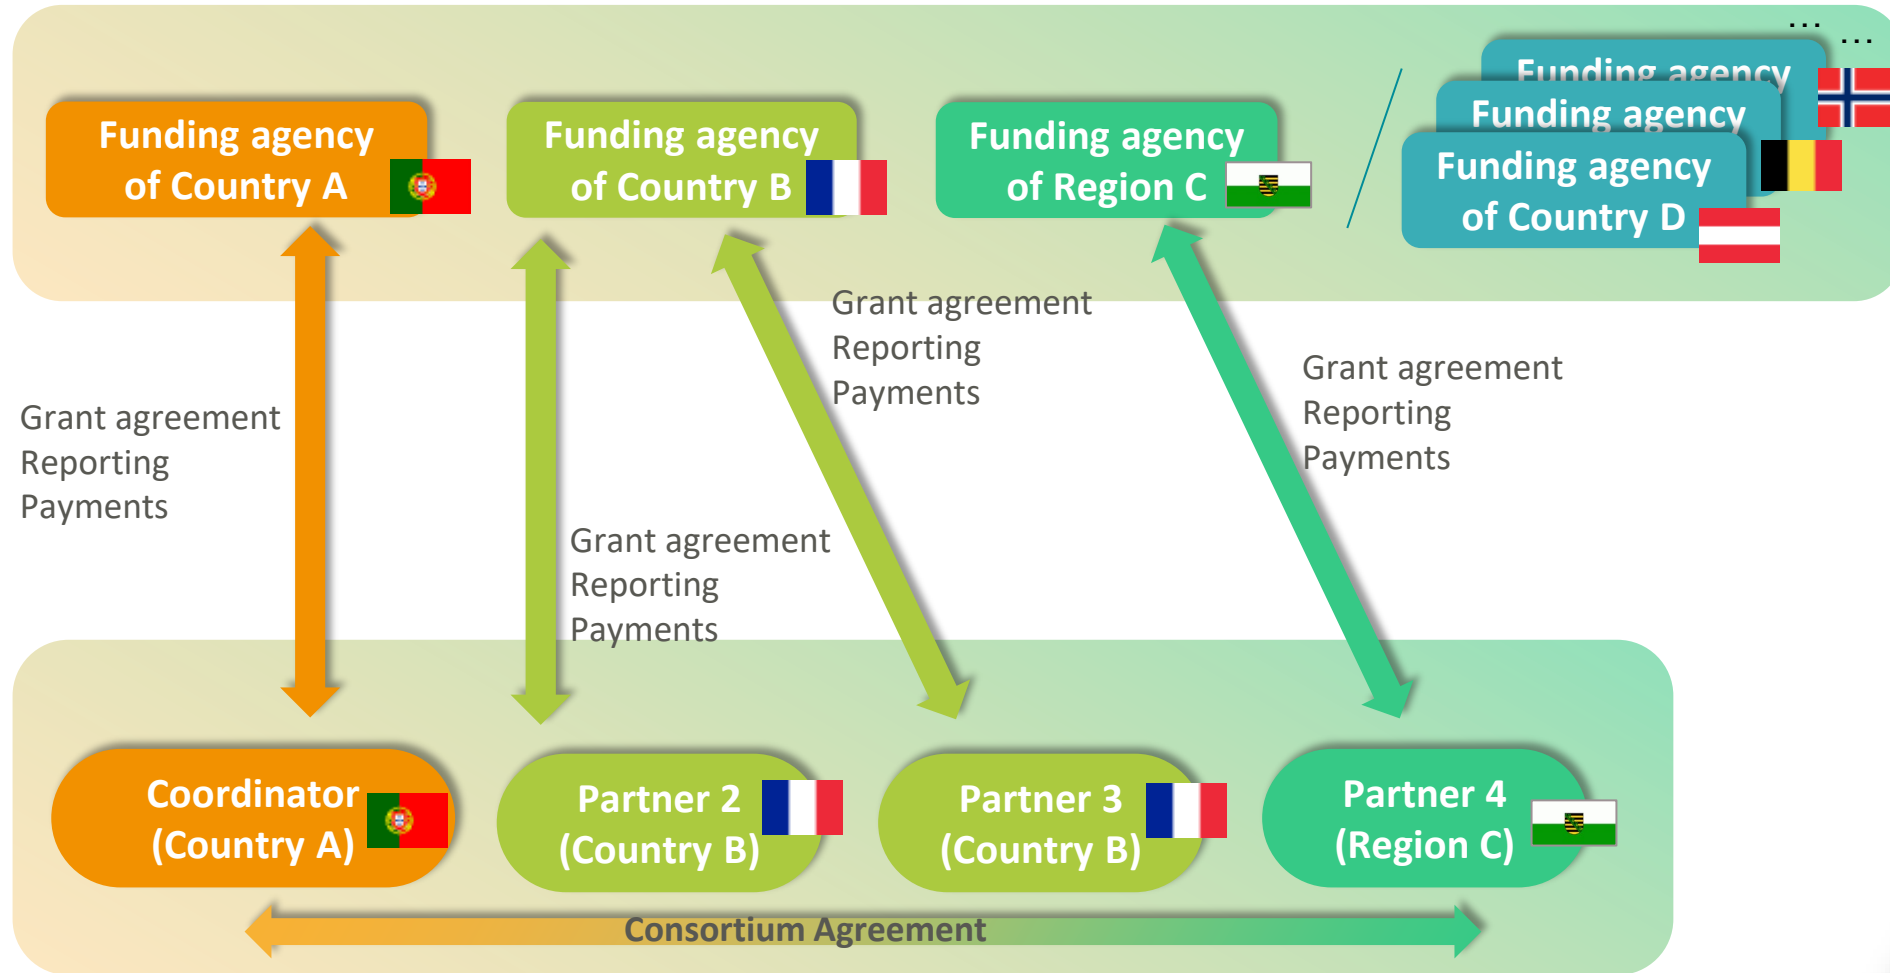 ... ...
Funding agency
of Country A
Funding agency
of Country B
Funding agency
of Region C
Funding agency
Funding agency
Funding agency
of Country D
Grant agreement
Reporting
Payments
Grant agreement
Reporting
Payments
Grant agreement
Reporting
Payments
Grant agreement
Reporting
Payments
Coordinator
(Country A)
Partner 2
(Country B)
Partner 3
(Country B)
Partner 4
(Region C)
Consortium Agreement